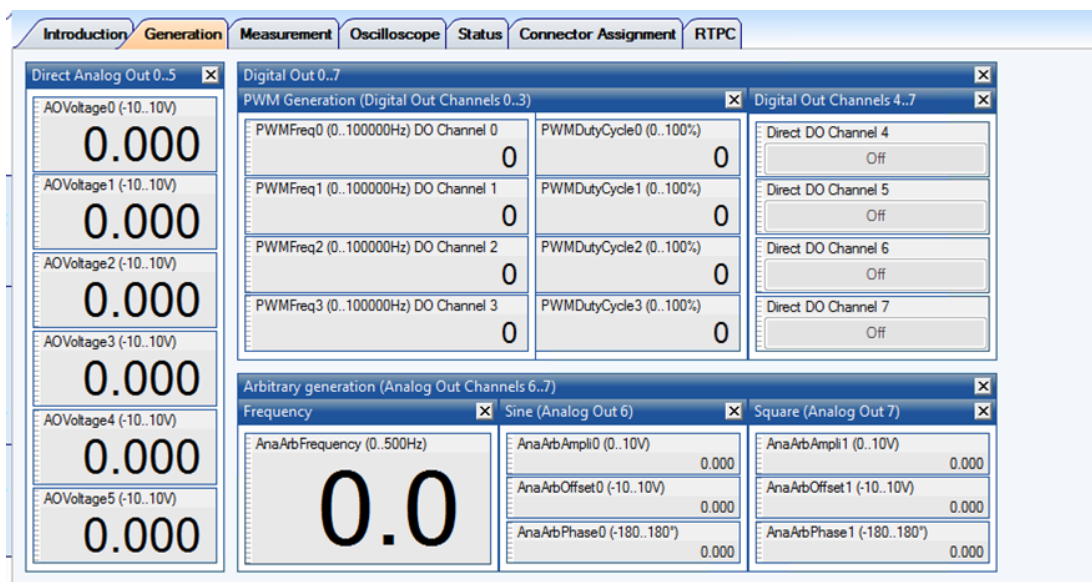 Introduction Generation Measurement Oscilloscope Status Connector Assignment RTPC
Direct Analog Out 0..5
AOVoltage0 (-10..10V)
0.000
AOVoltage1 (-10..10V)
0.000
AOVoltage2 (-10..10V)
0.000
AOVoltage3 (-10..10V)
0.000
AOVoltage4 (-10..10V)
0.000
AOVoltage5 (-10..10V)
0.000
Digital Out 0..7
PWM Generation (Digital Out Channels 0..3)
PWMFreq0 (0..100000Hz) DO Channel 0
0
PWMDutyCycle0 (0..100%)
0
PWMFreq1 (0..100000Hz) DO Channel 1
0
PWMDutyCycle1 (0..100%)
0
PWMFreq2 (0..100000Hz) DO Channel 2
0
PWMDutyCycle2 (0..100%)
0
PWMFreq3 (0..100000Hz) DO Channel 3
0
PWMDutyCycle3 (0..100%)
0
Digital Out Channels 4..7
Direct DO Channel 4
Off
Direct DO Channel 5
Off
Direct DO Channel 6
Off
Direct DO Channel 7
Off
Arbitrary generation (Analog Out Channels 6..7)
Frequency
AnaArbFrequency (0..500Hz)
0.0
Sine (Analog Out 6)
AnaArbAmpli0 (0..10V)
0.000
AnaArbOffset0 (-10..10V)
0.000
AnaArbPhase0 (-180..180°)
0.000
Square (Analog Out 7)
AnaArbAmpli1 (0..10V)
0.000
AnaArbOffset1 (-10..10V)
0.000
AnaArbPhase1 (-180..180°)
0.000